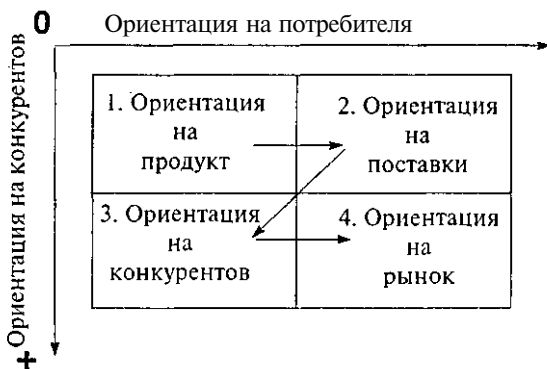 0
Ориентация на потребителя
Ориентация на конкурентов
+
1. Ориентация
на
продукт
2. Ориентация
на
поставки
3. Ориентация
на
конкурентов
4. Ориентация
на
рынок